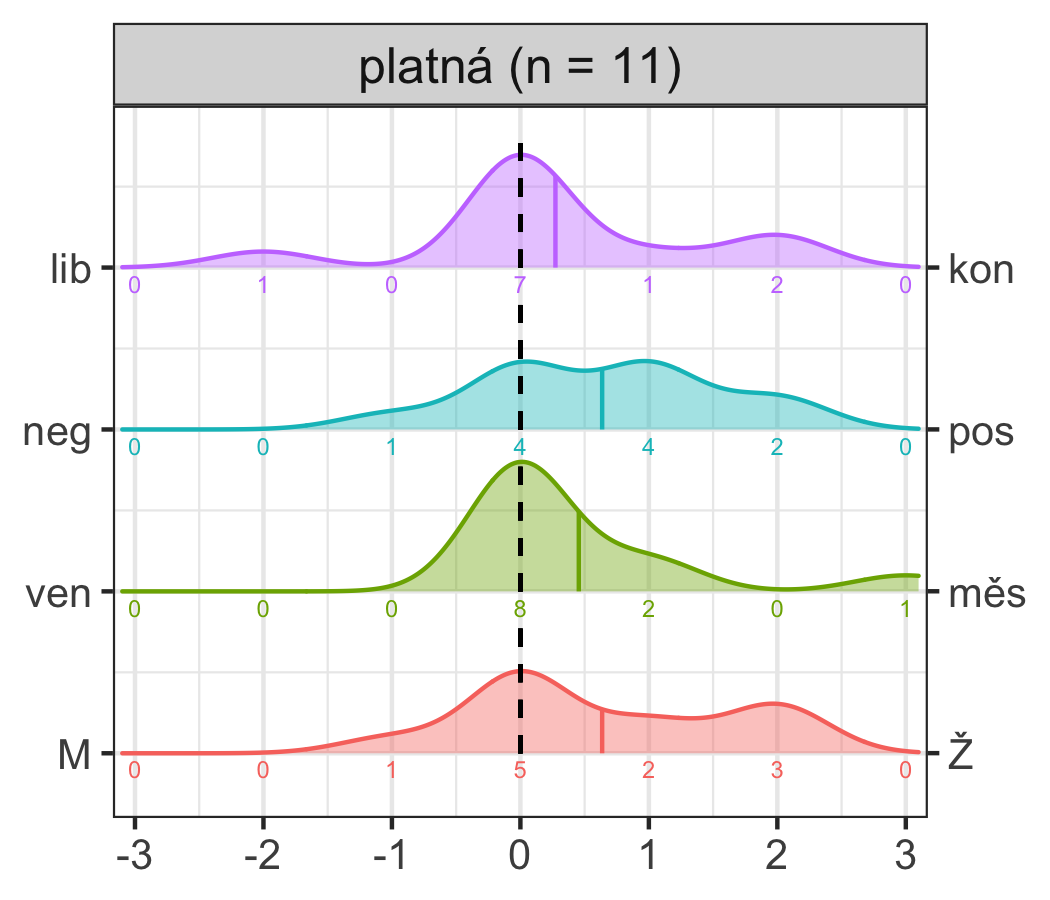 platná (n = 11)
lib kon
0 1 0 7 1 2 0
neg pos
0 0 1 4 4 2 0
ven měs
0 0 0 8 2 0 1
M Ž
0 0 1 5 2 3 0
-3 -2 -1 0 1 2 3